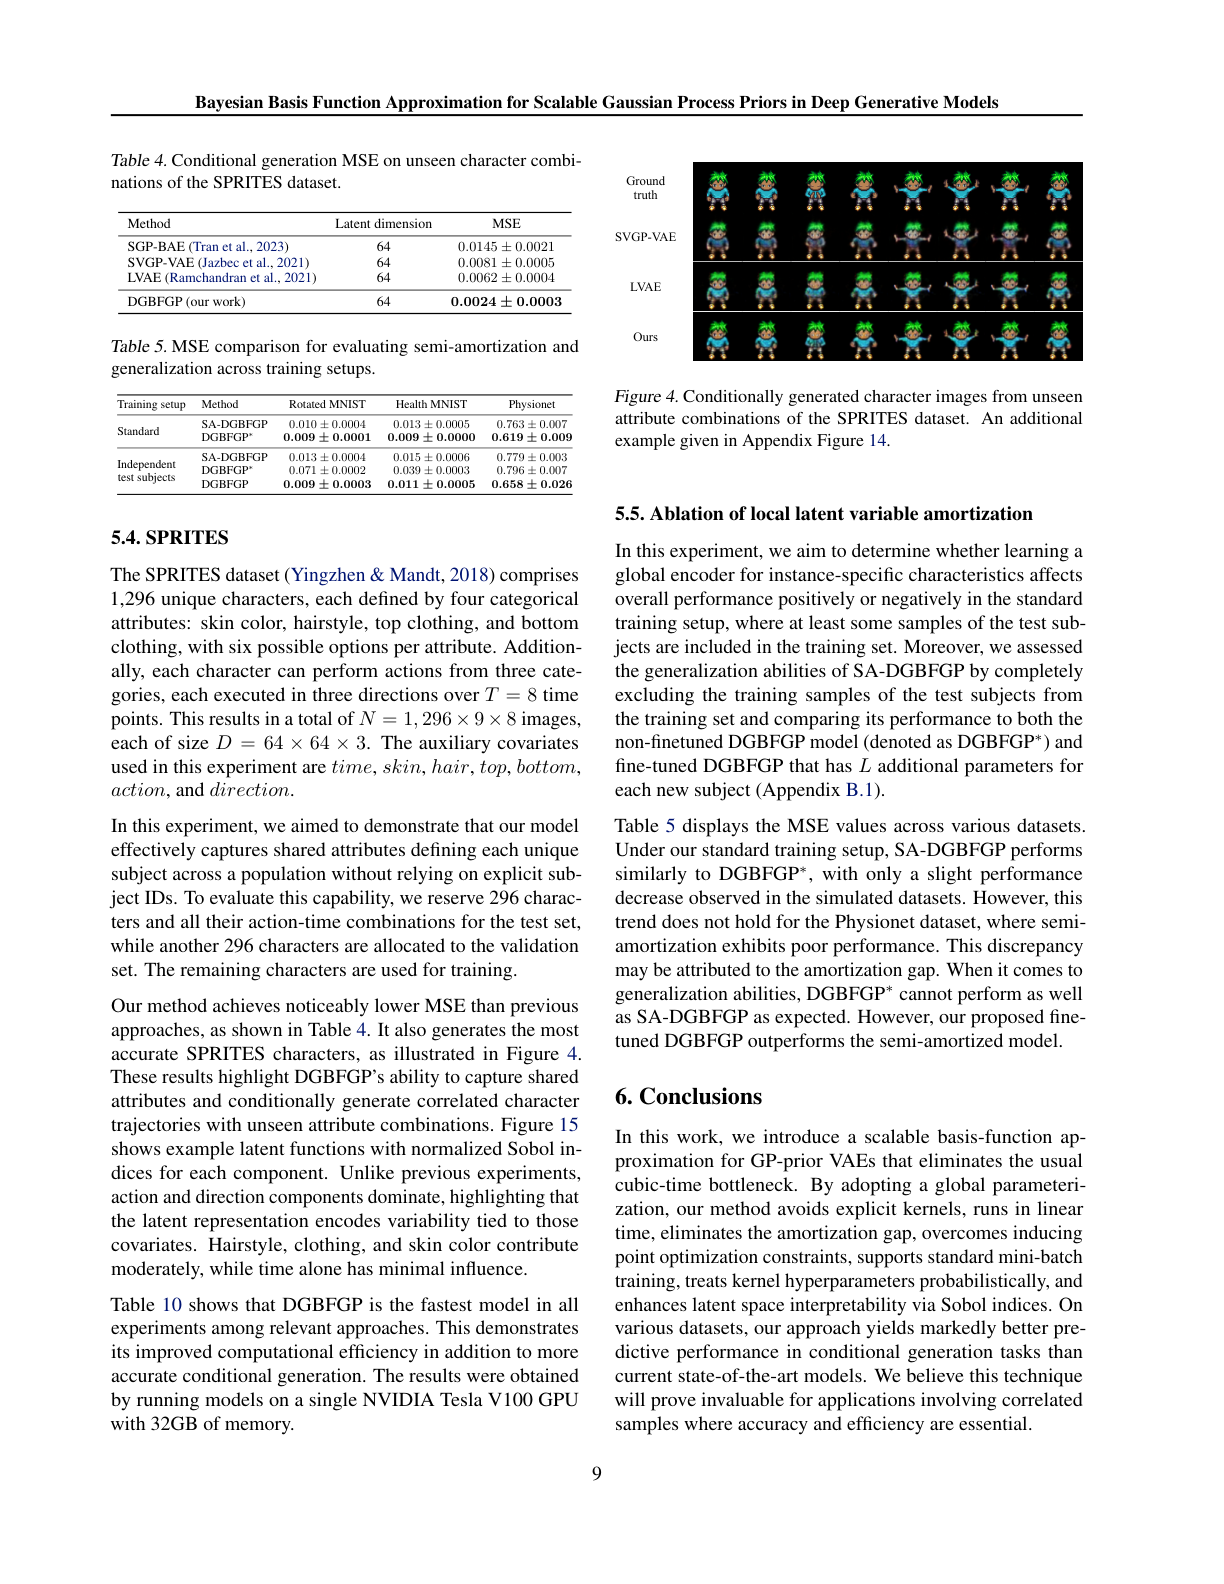 Bayesian Basis Function Approximation for Scalable Gaussian Process Priors in Deep Generative Models
Table 4. Conditional generation MSE on unseen character combi-
nations of the SPRITES dataset.
Method Latent dimension MSE
SGP-BAE (Tran et al., 2023) 64 0.0145 ± 0.0021
SVGP-VAE (Jazbec et al., 2021) 64 0.0081 ± 0.0005
LVAE (Ramchandran et al., 2021) 64 0.0062 ± 0.0004
DGBFGP (our work) 64 0.0024 ± 0.0003
Table 5. MSE comparison for evaluating semi-amortization and
generalization across training setups.
Training setup Method Rotated MNIST Health MNIST Physionet
Standard SA-DGBFGP 0.010 ± 0.0004 0.013 ± 0.0005 0.763 ± 0.007
DGBFGP* 0.009 ± 0.0001 0.009 ± 0.0000 0.619 ± 0.009
Independent test subjects SA-DGBFGP 0.013 ± 0.0004 0.015 ± 0.0006 0.779 ± 0.003
DGBFGP* 0.071 ± 0.0002 0.039 ± 0.0003 0.796 ± 0.007
DGBFGP 0.009 ± 0.0003 0.011 ± 0.0005 0.658 ± 0.026
5.4. SPRITES
The SPRITES dataset (Yingzhen & Mandt, 2018) comprises
1,296 unique characters, each defined by four categorical
attributes: skin color, hairstyle, top clothing, and bottom
clothing, with six possible options per attribute. Addition-
ally, each character can perform actions from three cate-
gories, each executed in three directions over T = 8 time
points. This results in a total of N = 1, 296 × 9 × 8 images,
each of size D = 64 × 64 × 3. The auxiliary covariates
used in this experiment are time, skin, hair, top, bottom,
action, and direction.
In this experiment, we aimed to demonstrate that our model
effectively captures shared attributes defining each unique
subject across a population without relying on explicit sub-
ject IDs. To evaluate this capability, we reserve 296 charac-
ters and all their action-time combinations for the test set,
while another 296 characters are allocated to the validation
set. The remaining characters are used for training.
Our method achieves noticeably lower MSE than previous
approaches, as shown in Table 4. It also generates the most
accurate SPRITES characters, as illustrated in Figure 4.
These results highlight DGBFGP's ability to capture shared
attributes and conditionally generate correlated character
trajectories with unseen attribute combinations. Figure 15
shows example latent functions with normalized Sobol in-
dices for each component. Unlike previous experiments,
action and direction components dominate, highlighting that
the latent representation encodes variability tied to those
covariates. Hairstyle, clothing, and skin color contribute
moderately, while time alone has minimal influence.
Table 10 shows that DGBFGP is the fastest model in all
experiments among relevant approaches. This demonstrates
its improved computational efficiency in addition to more
accurate conditional generation. The results were obtained
by running models on a single NVIDIA Tesla V100 GPU
with 32GB of memory.
Ground
truth
SVGP-VAE
LVAE
Ours
Figure 4. Conditionally generated character images from unseen
attribute combinations of the SPRITES dataset. An additional
example given in Appendix Figure 14.
5.5. Ablation of local latent variable amortization
In this experiment, we aim to determine whether learning a
global encoder for instance-specific characteristics affects
overall performance positively or negatively in the standard
training setup, where at least some samples of the test sub-
jects are included in the training set. Moreover, we assessed
the generalization abilities of SA-DGBFGP by completely
excluding the training samples of the test subjects from
the training set and comparing its performance to both the
non-finetuned DGBFGP model (denoted as DGBFGP*) and
fine-tuned DGBFGP that has L additional parameters for
each new subject (Appendix B.1).
Table 5 displays the MSE values across various datasets.
Under our standard training setup, SA-DGBFGP performs
similarly to DGBFGP*, with only a slight performance
decrease observed in the simulated datasets. However, this
trend does not hold for the Physionet dataset, where semi-
amortization exhibits poor performance. This discrepancy
may be attributed to the amortization gap. When it comes to
generalization abilities, DGBFGP* cannot perform as well
as SA-DGBFGP as expected. However, our proposed fine-
tuned DGBFGP outperforms the semi-amortized model.
6. Conclusions
In this work, we introduce a scalable basis-function ap-
proximation for GP-prior VAEs that eliminates the usual
cubic-time bottleneck. By adopting a global parameteri-
zation, our method avoids explicit kernels, runs in linear
time, eliminates the amortization gap, overcomes inducing
point optimization constraints, supports standard mini-batch
training, treats kernel hyperparameters probabilistically, and
enhances latent space interpretability via Sobol indices. On
various datasets, our approach yields markedly better pre-
dictive performance in conditional generation tasks than
current state-of-the-art models. We believe this technique
will prove invaluable for applications involving correlated
samples where accuracy and efficiency are essential.
9